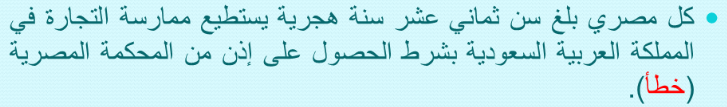 • كل مصري بلغ سن ثماني عشر سنة هجرية يستطيع ممارسة التجارة في
المملكة العربية السعودية بشرط الحصول على إذن من المحكمة المصرية
(خطأ).